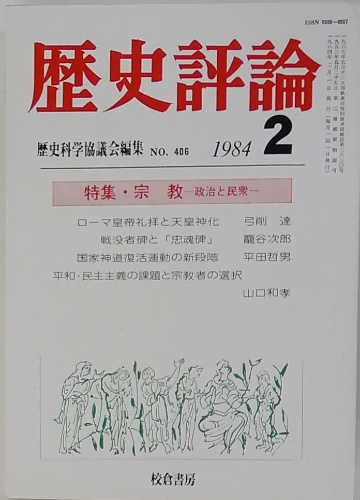 歴史評論
歴史科学協議会編集 NO. 406 1984 2
特集・宗教―政治と民衆―
ローマ皇帝礼拝と天皇神化 弓削達
戦没者碑と「忠魂碑」 籠谷次郎
国家神道復活運動の新段階 平田哲男
平和・民主主義の課題と宗教者の選択
山口和孝
校倉書房